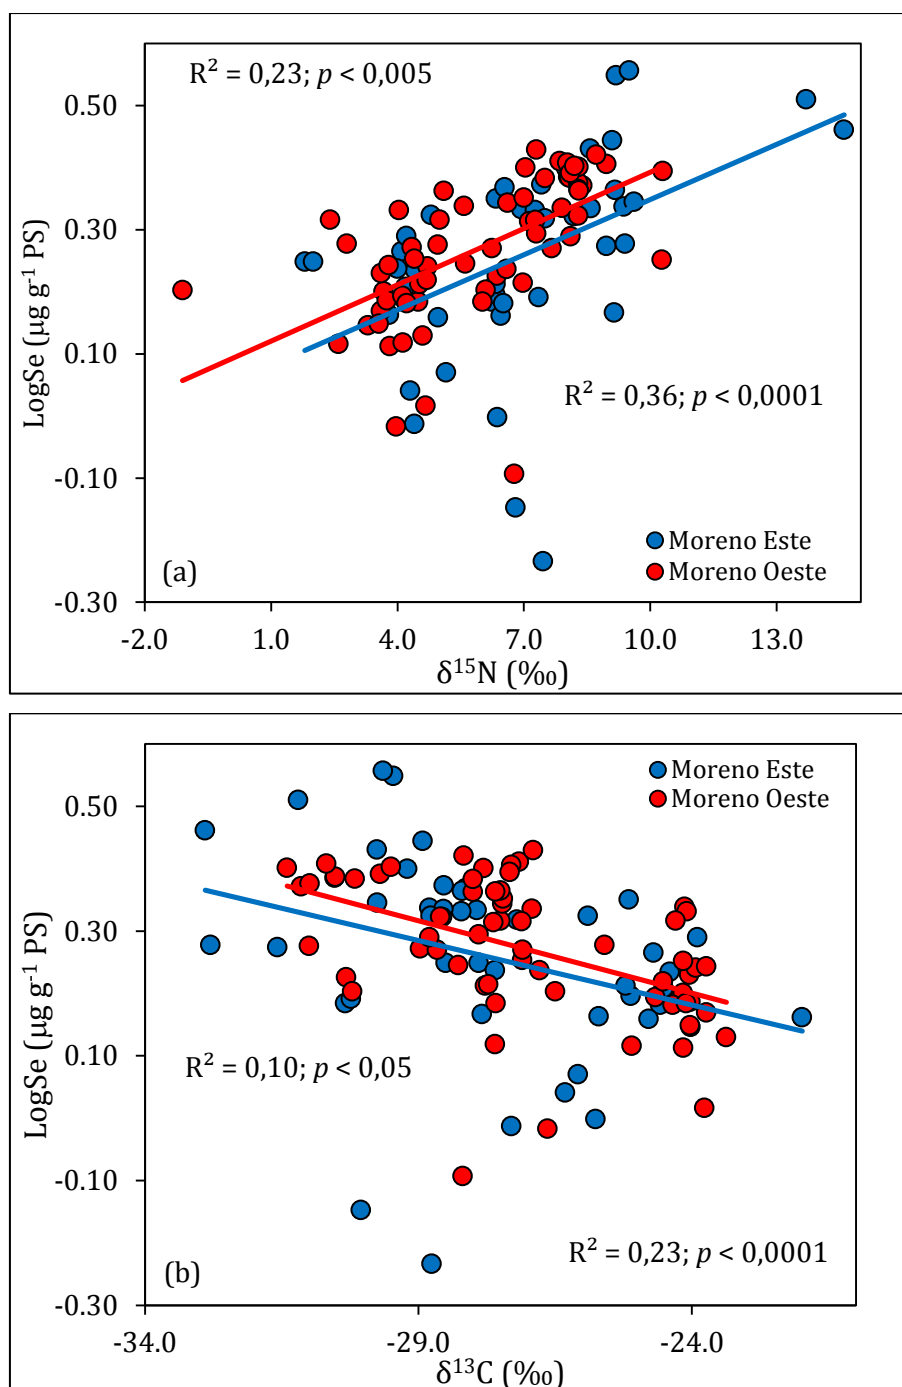 R² = 0,23; p < 0,005
0.50
0.30
0.10
-0.10
-0.30
LogSe (µg g⁻¹ PS)
R² = 0,36; p < 0,0001
Moreno Este
Moreno Oeste
(a)
-2.0 1.0 4.0 7.0 10.0 13.0
δ¹⁵N (‰)
Moreno Este
Moreno Oeste
0.50
0.30
0.10
-0.10
-0.30
LogSe (µg g⁻¹ PS)
R² = 0,10; p < 0,05
R² = 0,23; p < 0,0001
(b)
-34.0 -29.0 -24.0
δ¹³C (‰)